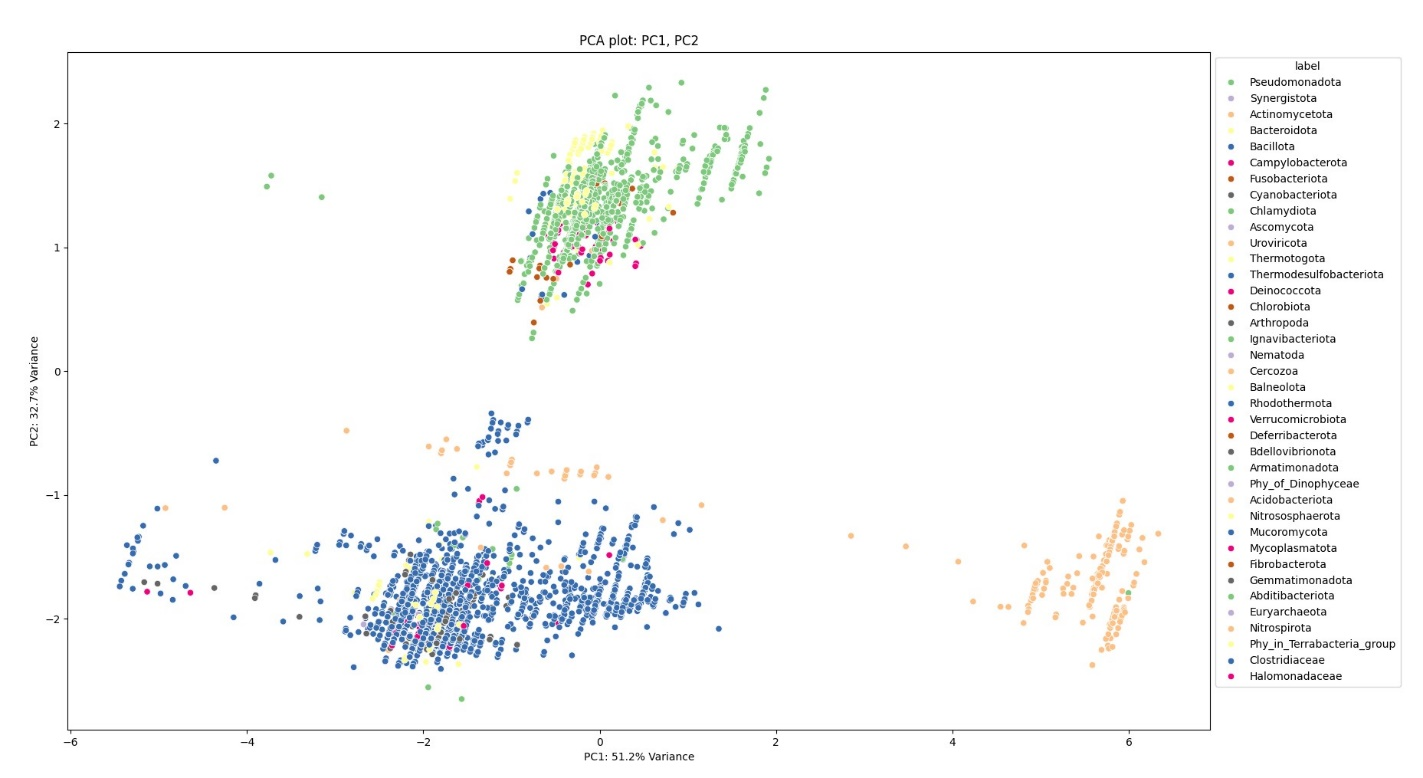 PCA plot: PC1, PC2
label
Pseudomonadota
Synergistota
Actinomycetota
Bacteroidota
Bacillota
Campylobacterota
Fusobacteriota
Cyanobacteriota
Chlamydiota
Ascomycota
Uroviricota
Thermotogota
Thermodesulfobacteriota
Deinococcota
Chlorobiota
Arthropoda
Ignavibacteriota
Nematoda
Cercozoa
Balneolota
Rhodothermota
Verrucomicrobiota
Deferribacterota
Bdellovibrionota
Armatimonadota
Phy_of_Dinophyceae
Acidobacteriota
Nitrososphaerota
Mucoromycota
Mycoplasmatota
Fibrobacterota
Gemmatimonadota
Abditibacteriota
Euryarchaeota
Nitrospirota
Phy_in_Terrabacteria_group
Clostridiaceae
Halomonadaceae
PC2: 32.7% Variance
2
1
0
−1
−2
−6 −4 −2 0 2 4 6
PC1: 51.2% Variance